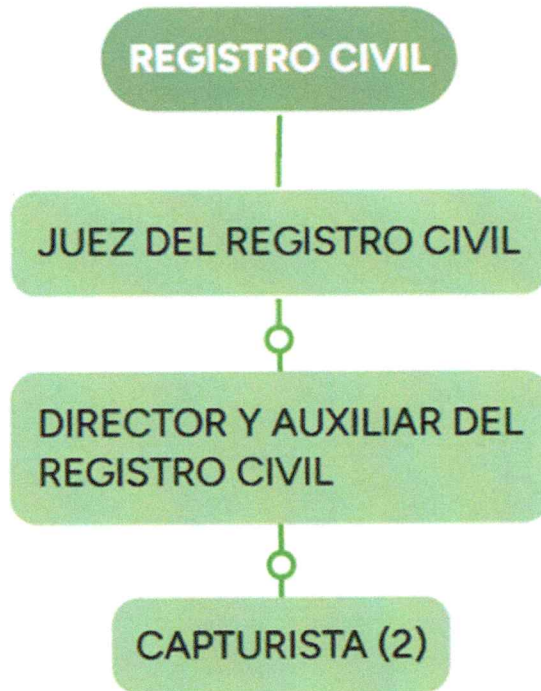 REGISTRO CIVIL
JUEZ DEL REGISTRO CIVIL
DIRECTOR Y AUXILIAR DEL
REGISTRO CIVIL
CAPTURISTA (2)